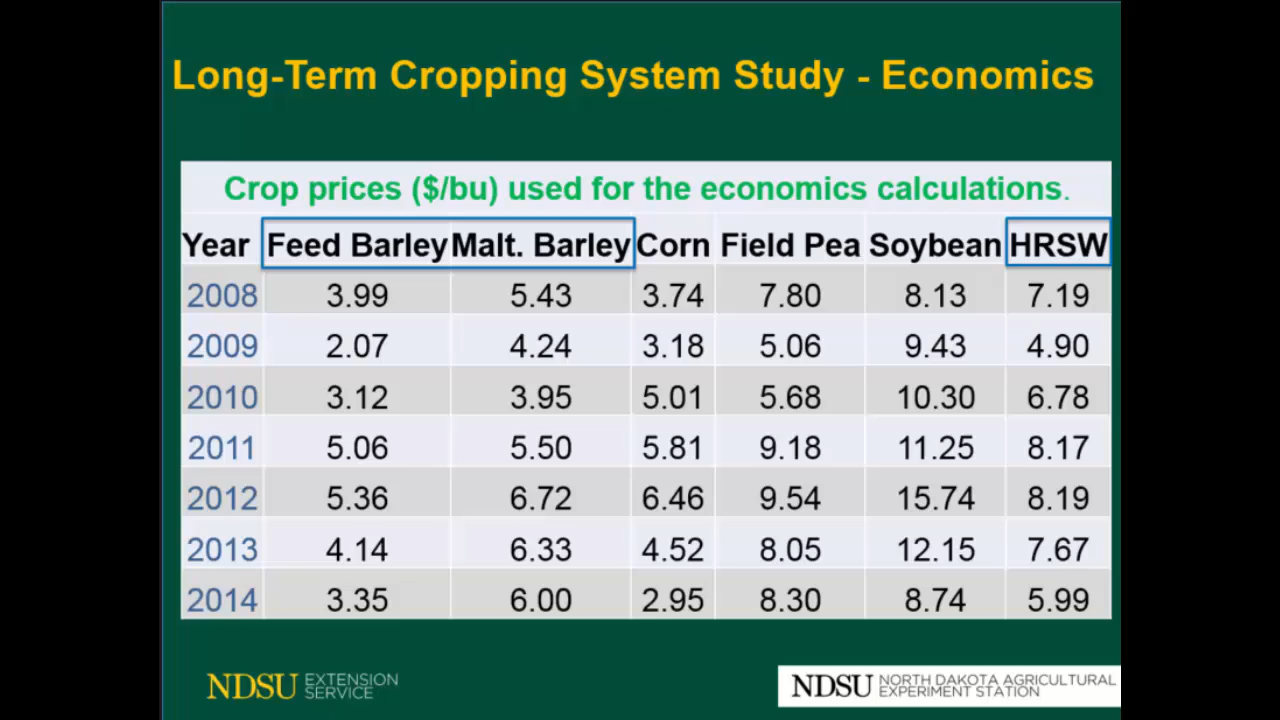 Long-Term Cropping System Study - Economics
Crop prices ($/bu) used for the economics calculations.
Year Feed Barley Malt. Barley Corn Field Pea Soybean HRSW
2008 3.99 5.43 3.74 7.80 8.13 7.19
2009 2.07 4.24 3.18 5.06 9.43 4.90
2010 3.12 3.95 5.01 5.68 10.30 6.78
2011 5.06 5.50 5.81 9.18 11.25 8.17
2012 5.36 6.72 6.46 9.54 15.74 8.19
2013 4.14 6.33 4.52 8.05 12.15 7.67
2014 3.35 6.00 2.95 8.30 8.74 5.99
NDSU EXTENSION
SERVICE
NDSU NORTH DAKOTA AGRICULTURAL
EXPERIMENT STATION